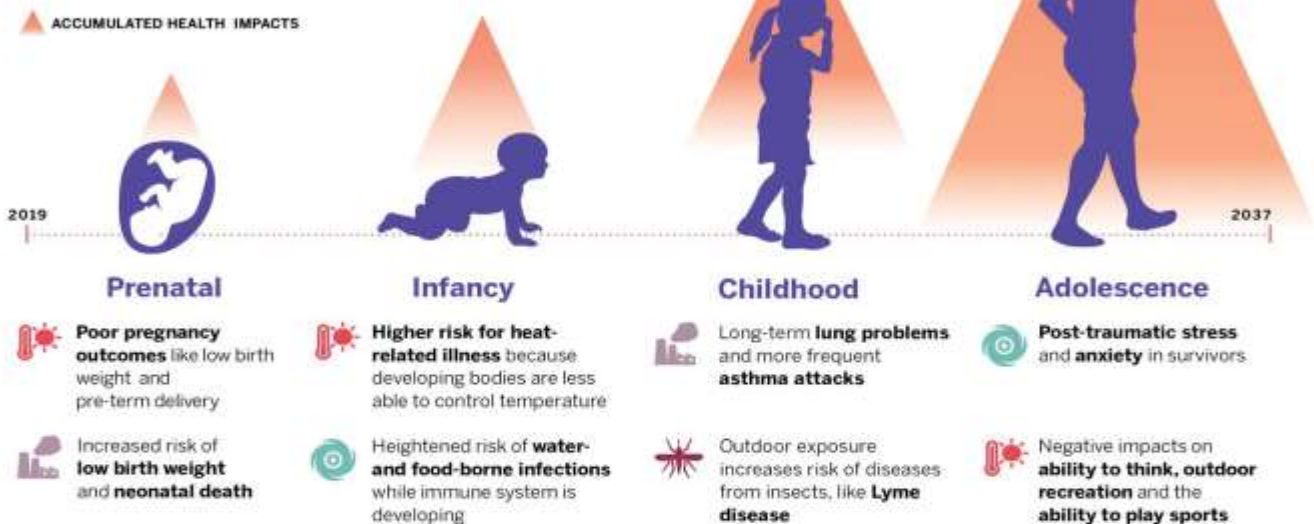 ACCUMULATED HEALTH IMPACTS
2019
2037
Prenatal
Poor pregnancy
outcomes like low birth
weight and
pre-term delivery
Increased risk of
low birth weight
and neonatal death
Infancy
Higher risk for heat-
related illness because
developing bodies are less
able to control temperature
Heightened risk of water-
and food-borne infections
while immune system is
developing
Childhood
Long-term lung problems
and more frequent
asthma attacks
Outdoor exposure
increases risk of diseases
from insects, like Lyme
disease
Adolescence
Post-traumatic stress
and anxiety in survivors
Negative impacts on
ability to think, outdoor
recreation and the
ability to play sports